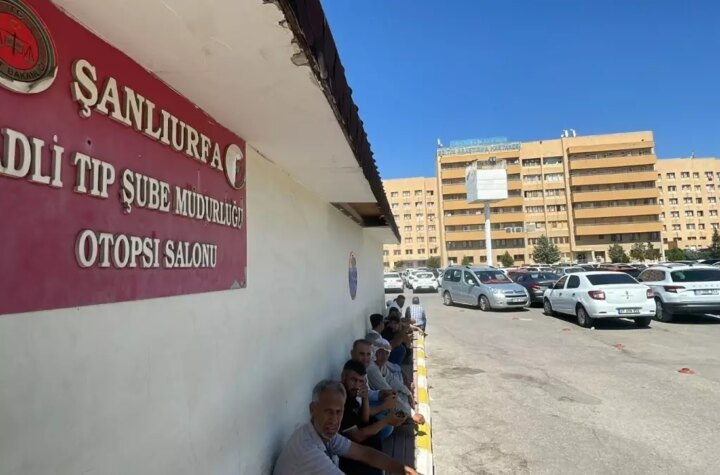 ŞANLIURFA
ADLİ TIP ŞUBE MÜDÜRLÜĞÜ
OTOPSİ SALONU